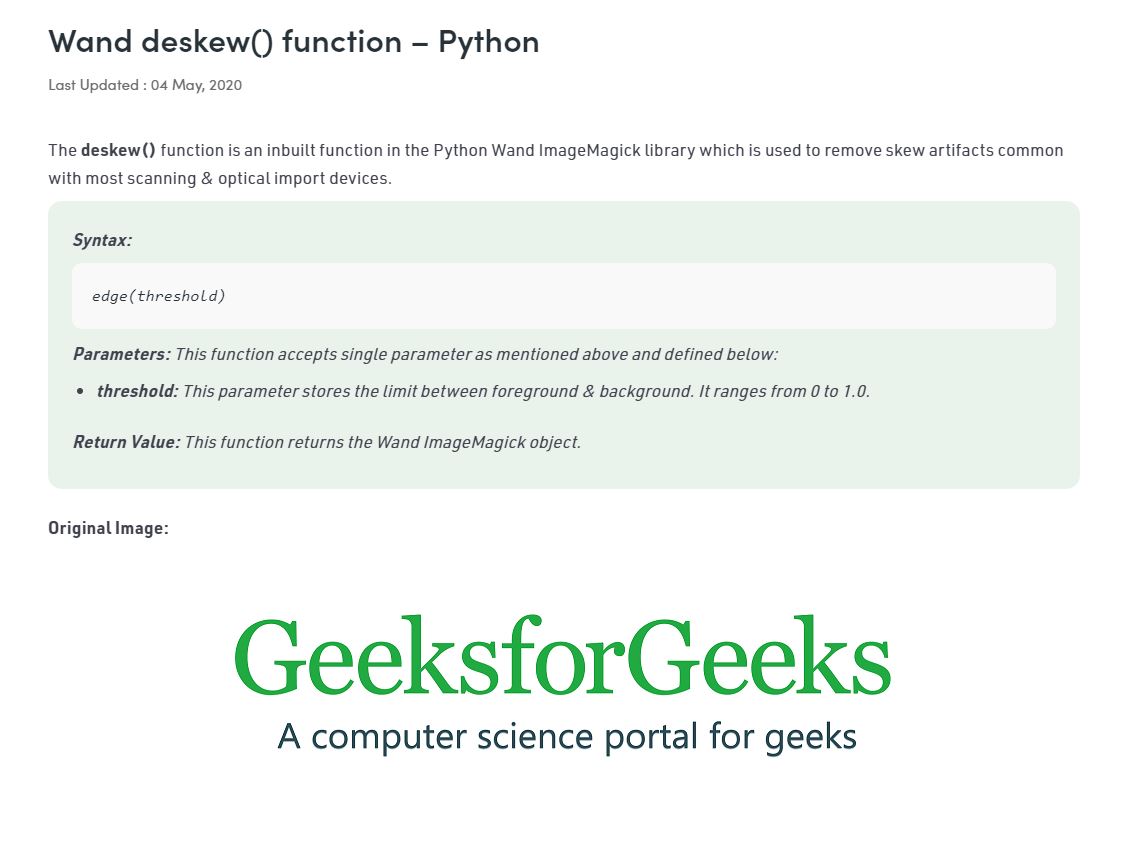 Wand deskew() function – Python
Last Updated : 04 May, 2020
The deskew() function is an inbuilt function in the Python Wand ImageMagick library which is used to remove skew artifacts common
with most scanning & optical import devices.
Syntax:
edge(threshold)
Parameters: This function accepts single parameter as mentioned above and defined below:
• threshold: This parameter stores the limit between foreground & background. It ranges from 0 to 1.0.
Return Value: This function returns the Wand ImageMagick object.
Original Image:
GeeksforGeeks
A computer science portal for geeks